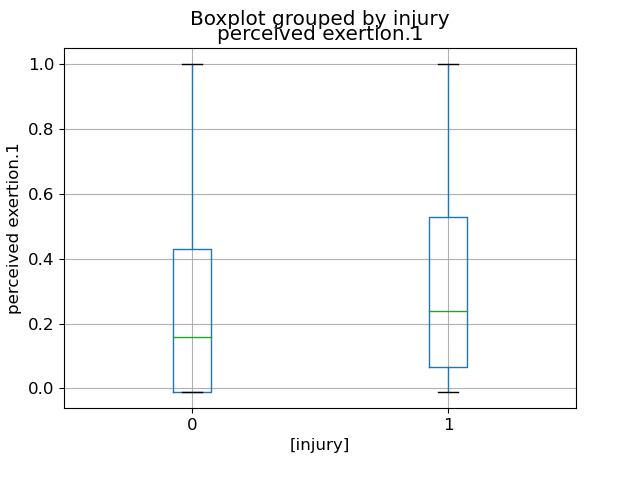 Boxplot grouped by injury
perceived exertion.1
1.0
0.8
0.6
0.4
0.2
0.0
perceived exertion.1
0 1
[injury]